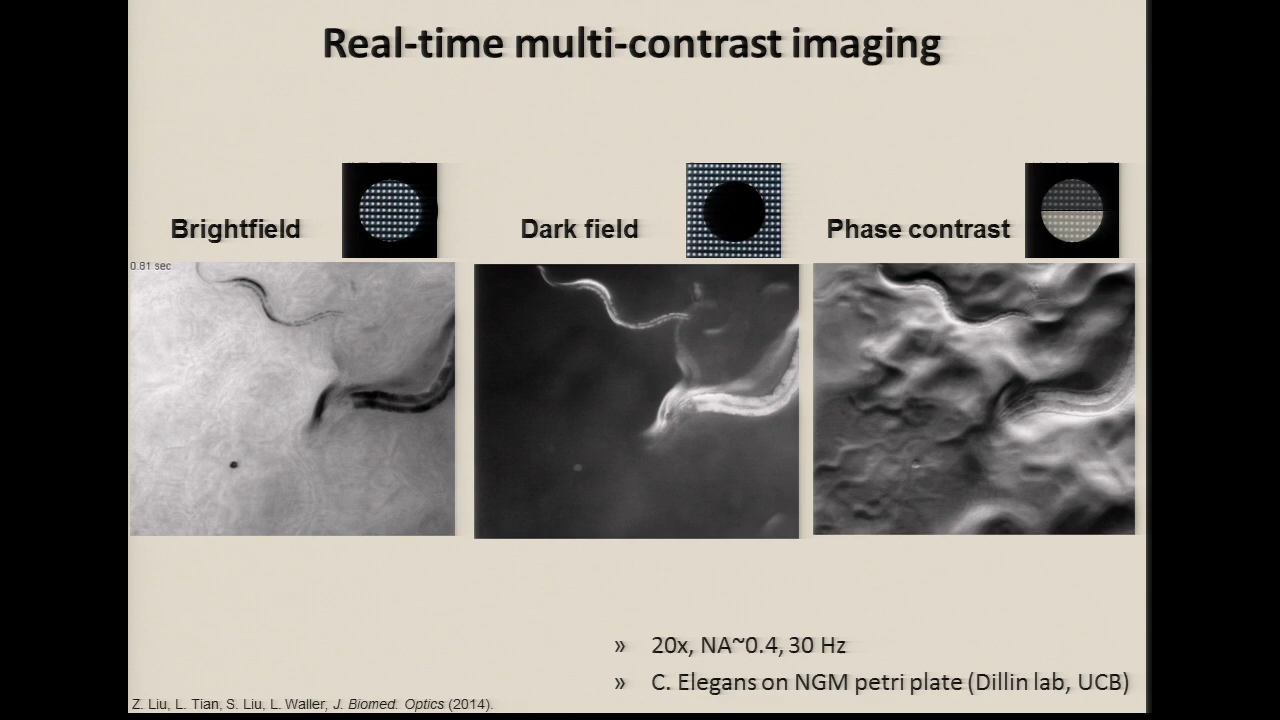 Real-time multi-contrast imaging
Brightfield
Dark field
Phase contrast
0.81 sec
» 20x, NA~0.4, 30 Hz
» C. Elegans on NGM petri plate (Dillin lab, UCB)
Z. Liu, L. Tian, S. Liu, L. Waller, J. Biomed. Optics (2014).